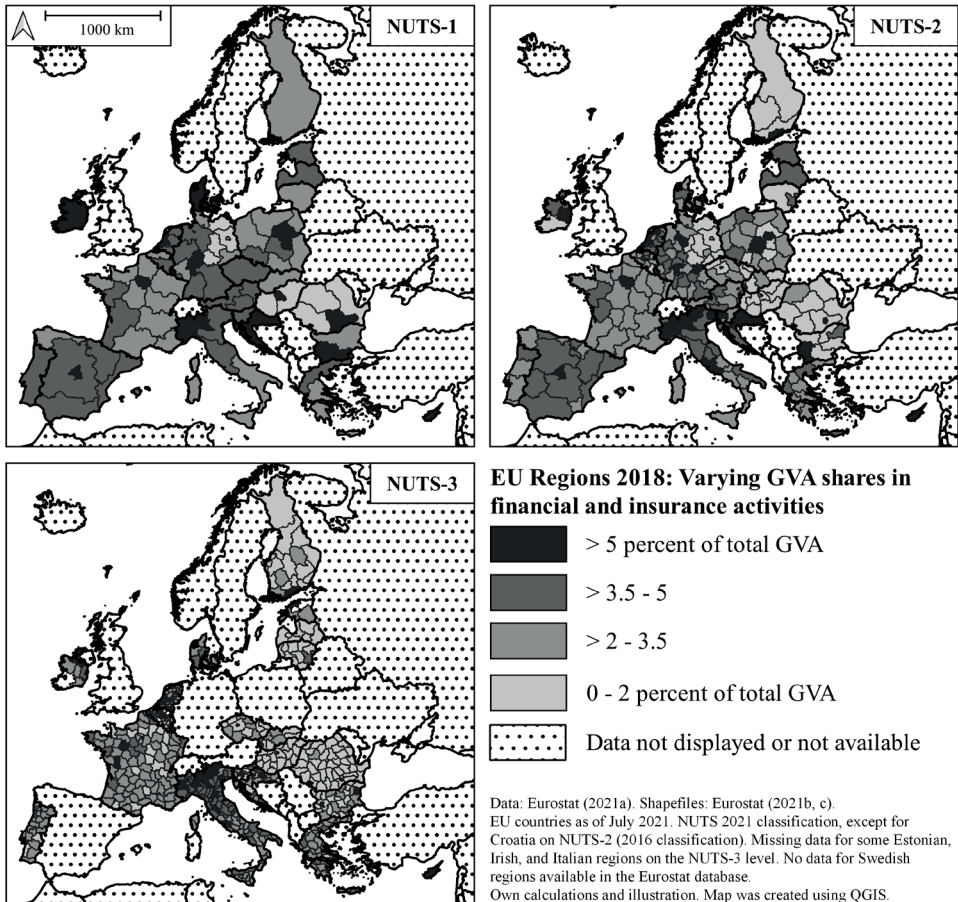 1000 km
NUTS-1
NUTS-2
NUTS-3
EU Regions 2018: Varying GVA shares in
financial and insurance activities
> 5 percent of total GVA
> 3.5 - 5
> 2 - 3.5
0 - 2 percent of total GVA
Data not displayed or not available
Data: Eurostat (2021a). Shapefiles: Eurostat (2021b, c).
EU countries as of July 2021. NUTS 2021 classification, except for
Croatia on NUTS-2 (2016 classification). Missing data for some Estonian,
Irish, and Italian regions on the NUTS-3 level. No data for Swedish
regions available in the Eurostat database.
Own calculations and illustration. Map was created using QGIS.